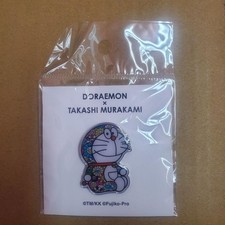 DORAEMON
×
TAKASHI MURAKAMI
©TM/KK ©Fujiko-Pro